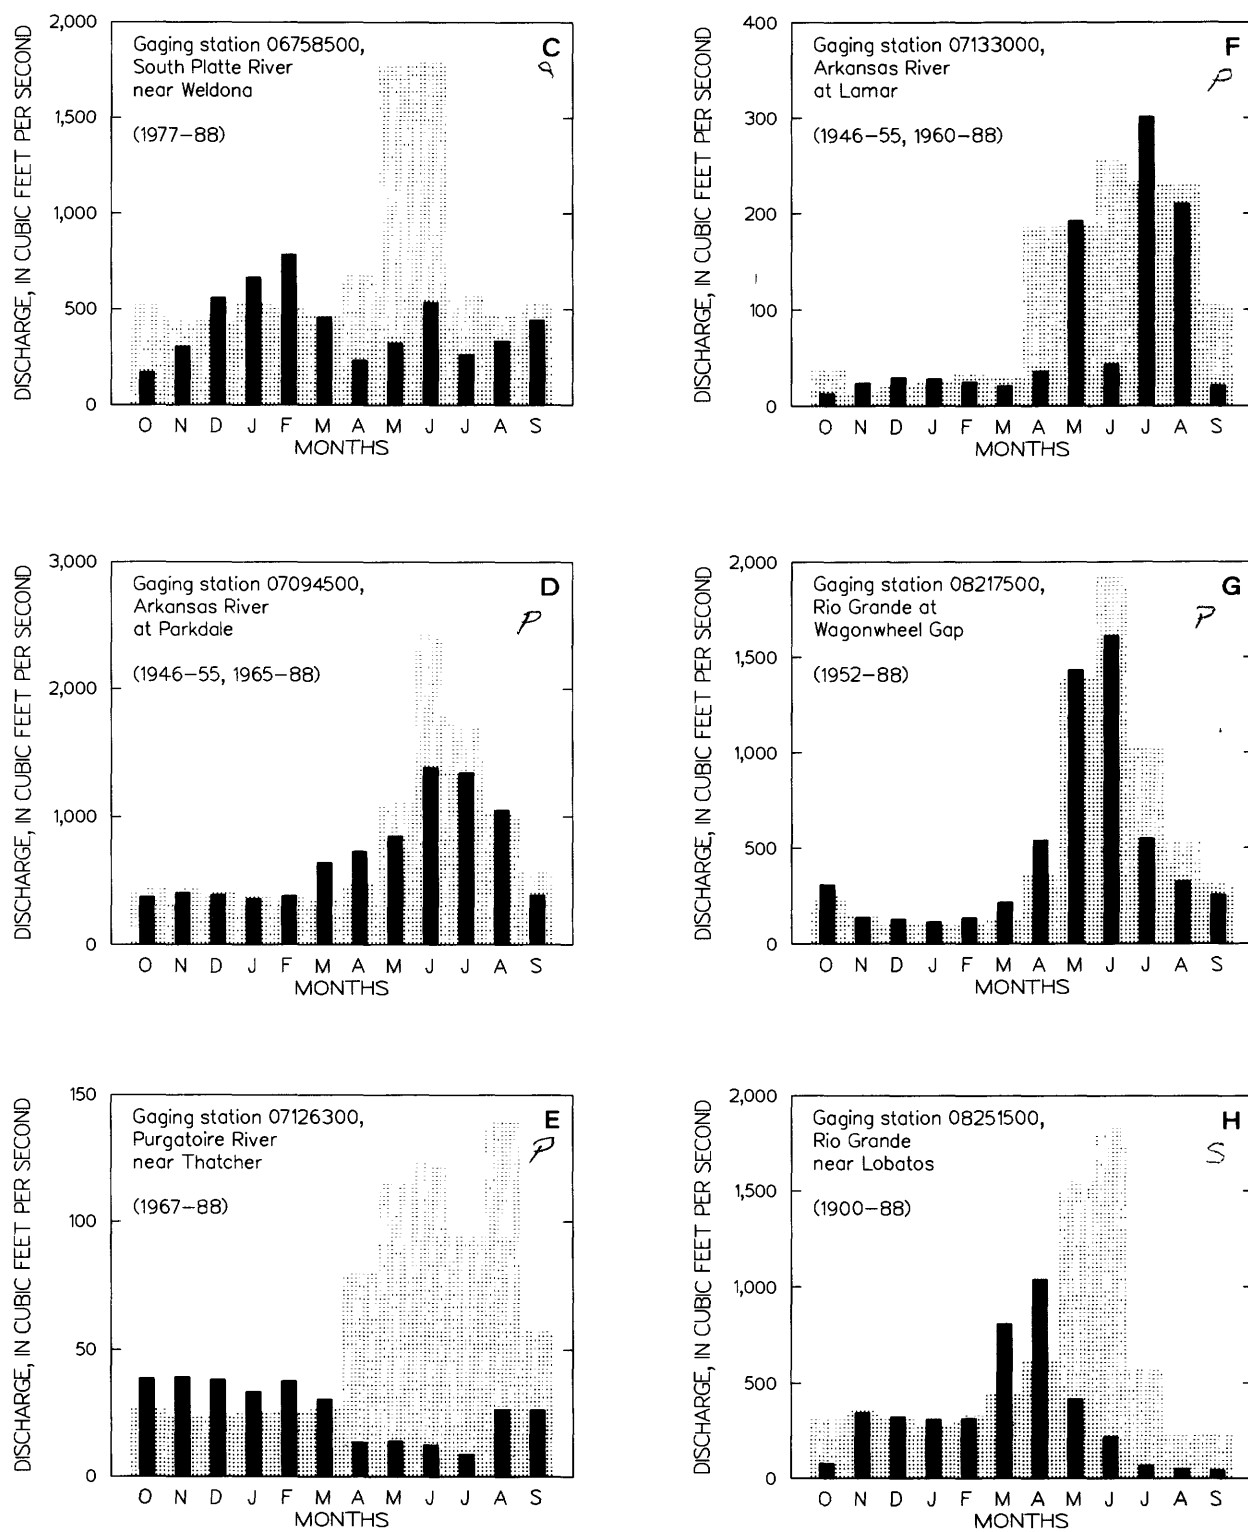 DISCHARGE, IN CUBIC FEET PER SECOND
2,000
1,500
1,000
500
0
Gaging station 06758500,
South Platte River
near Weldona
(1977-88)
C
P
O N D J F M A M J J A S
MONTHS
DISCHARGE, IN CUBIC FEET PER SECOND
400
300
200
100
0
Gaging station 07133000,
Arkansas River
at Lamar
(1946-55, 1960-88)
F
P
O N D J F M A M J J A S
MONTHS
DISCHARGE, IN CUBIC FEET PER SECOND
3,000
2,000
1,000
0
Gaging station 07094500,
Arkansas River
at Parkdale
(1946-55, 1965-88)
D
P
O N D J F M A M J J A S
MONTHS
DISCHARGE, IN CUBIC FEET PER SECOND
2,000
1,500
1,000
500
0
Gaging station 08217500,
Rio Grande at
Wagonwheel Gap
(1952-88)
G
P
O N D J F M A M J J A S
MONTHS
DISCHARGE, IN CUBIC FEET PER SECOND
150
100
50
0
Gaging station 07126300,
Purgatoire River
near Thatcher
(1967-88)
E
P
O N D J F M A M J J A S
MONTHS
DISCHARGE, IN CUBIC FEET PER SECOND
2,000
1,500
1,000
500
0
Gaging station 08251500,
Rio Grande
near Lobatos
(1900-88)
H
S
O N D J F M A M J J A S
MONTHS